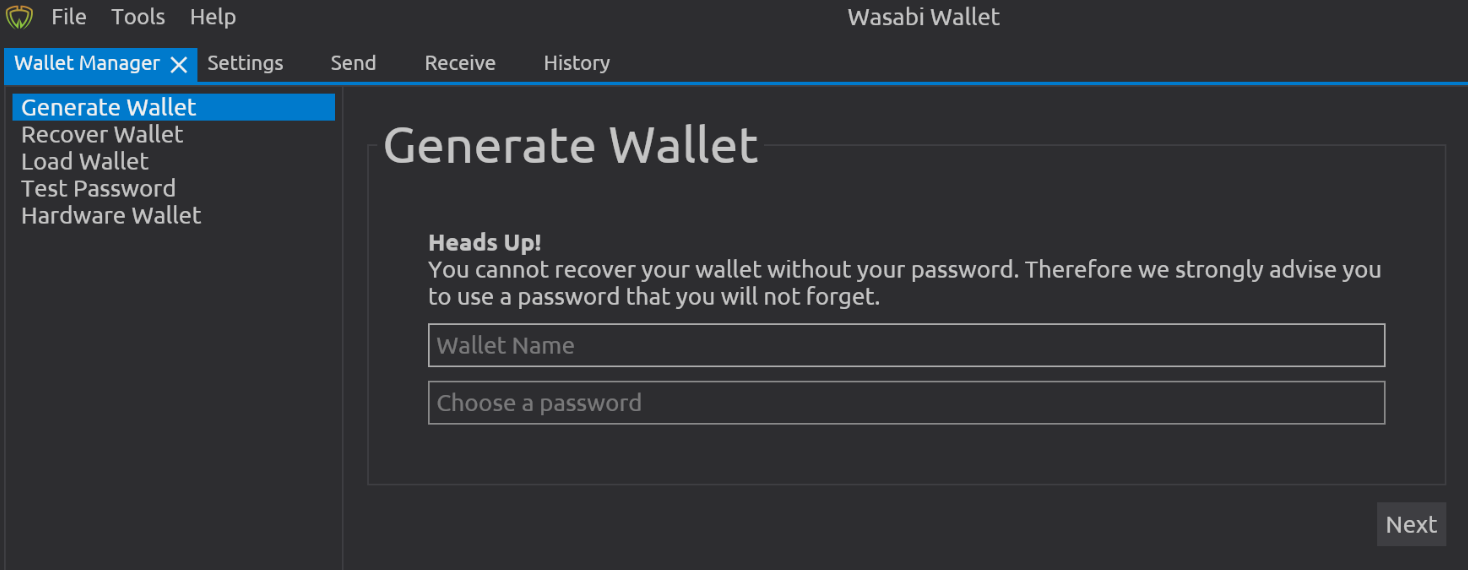 File Tools Help Wasabi Wallet
Wallet Manager Settings Send Receive History
Generate Wallet
Recover Wallet
Load Wallet
Test Password
Hardware Wallet
Generate Wallet
Heads Up!
You cannot recover your wallet without your password. Therefore we strongly advise you
to use a password that you will not forget.
Wallet Name
Choose a password
Next